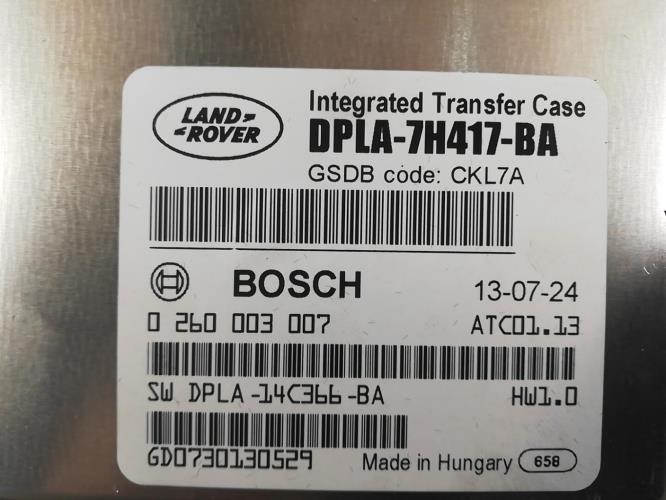 LAND ROVER
Integrated Transfer Case
DPLA-7H417-BA
GSDB code: CKL7A
BOSCH 13-07-24
0 260 003 007 ATC01.13
SW DPLA-14C366-BA HW1.0
GD0730130529 Made in Hungary 658